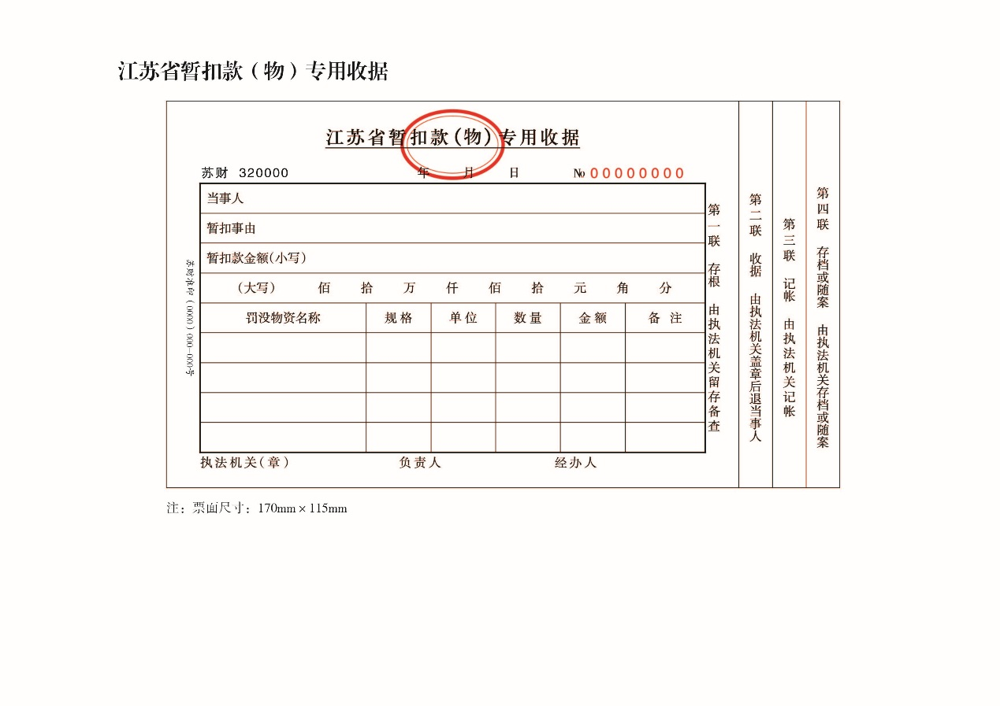 江苏省暂扣款（物）专用收据
江苏省暂扣款(物)专用收据
苏财 320000 年 月 日 № 00000000
当事人
暂扣事由
暂扣款金额(小写)
(大写) 佰 拾 万 仟 佰 拾 元 角 分
罚没物资名称 规格 单位 数量 金额 备注
执法机关(章) 负责人 经办人
苏财准印（0000）000—000号
第一联 存根 由执法机关留存备查
第二联 收据 由执法机关盖章后退当事人
第三联 记帐 由执法机关记帐
第四联 存档或随案 由执法机关存档或随案
注：票面尺寸：170mm×115mm